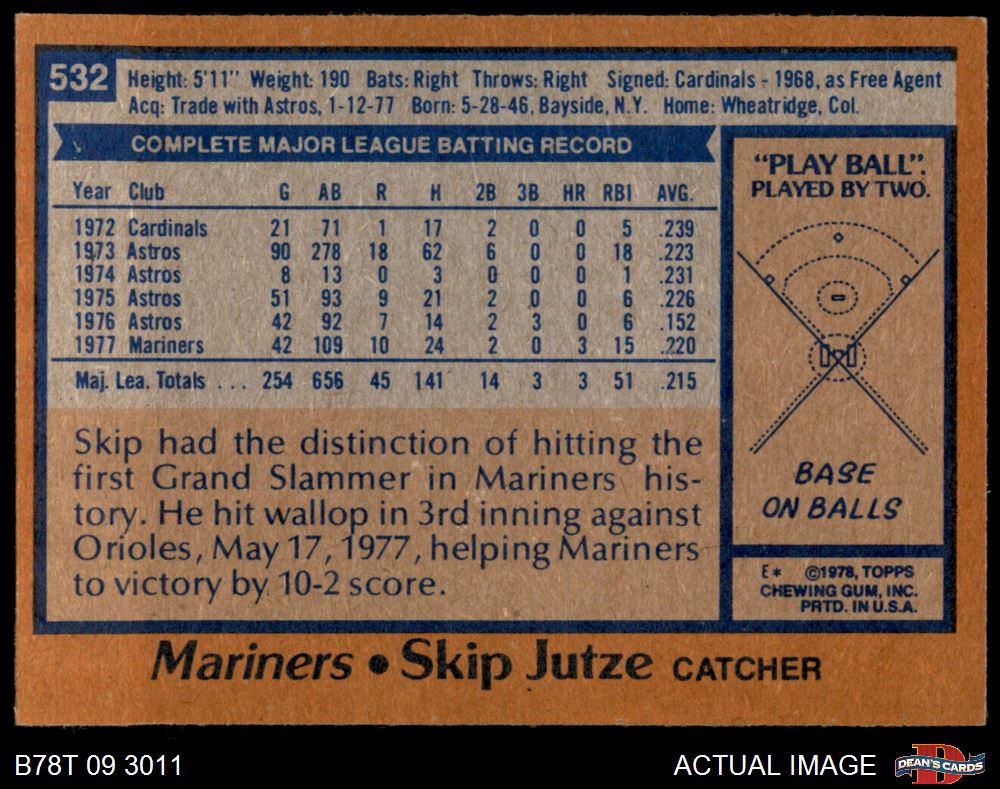 532
Height: 5'11" Weight: 190 Bats: Right Throws: Right Signed: Cardinals - 1968, as Free Agent
Acq: Trade with Astros, 1-12-77 Born: 5-28-46, Bayside, N.Y. Home: Wheatridge, Col.
COMPLETE MAJOR LEAGUE BATTING RECORD
Year Club G AB R H 2B 3B HR RBI AVG.
1972 Cardinals 21 71 1 17 2 0 0 5 .239
1973 Astros 90 278 18 62 6 0 0 18 .223
1974 Astros 8 13 0 3 0 0 0 1 .231
1975 Astros 51 93 9 21 2 0 0 6 .226
1976 Astros 42 92 7 14 2 3 0 6 .152
1977 Mariners 42 109 10 24 2 0 3 15 .220
Maj. Lea. Totals ... 254 656 45 141 14 3 3 51 .215
Skip had the distinction of hitting the
first Grand Slammer in Mariners his-
tory. He hit wallop in 3rd inning against
Orioles, May 17, 1977, helping Mariners
to victory by 10-2 score.
"PLAY BALL".
PLAYED BY TWO.
BASE
ON BALLS
E* ©1978, TOPPS
CHEWING GUM, INC.
PRTD. IN U.S.A.
Mariners • Skip Jutze CATCHER
B78T 09 3011
ACTUAL IMAGE
DEAN'S CARDS